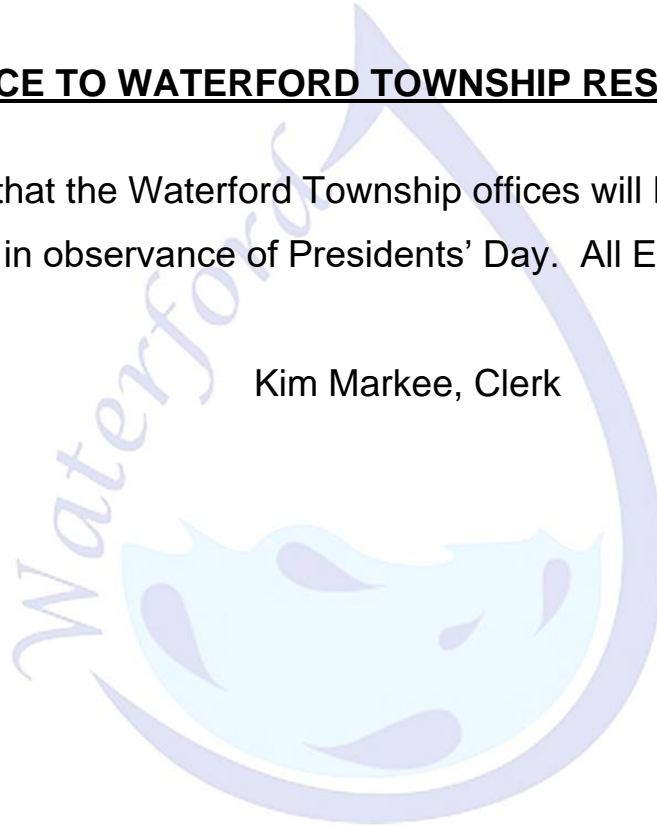 CE TO WATERFORD TOWNSHIP RES
that the Waterford Township offices will
in observance of Presidents’ Day.  All E
Kim Markee, Clerk
Waterford